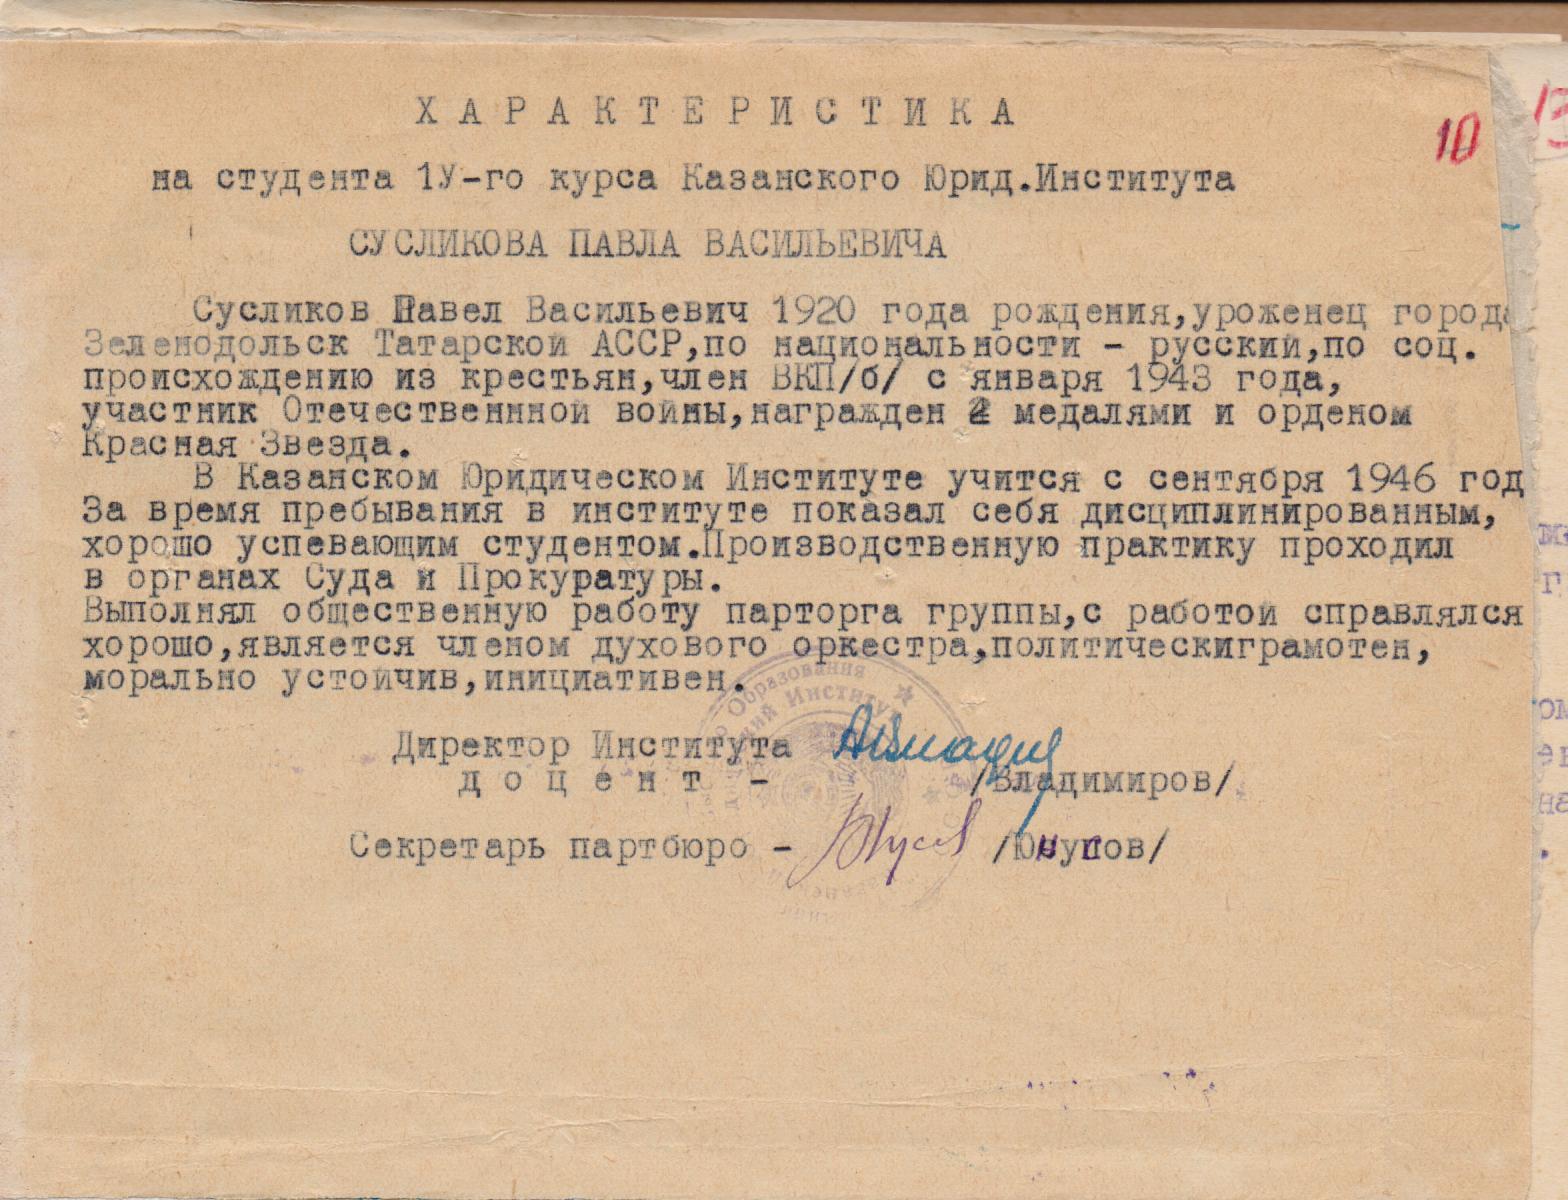 ХАРАКТЕРИСТИКА
10
на студента 1У-го курса Казанского Юрид.Института
СУСЛИКОВА ПАВЛА ВАСИЛЬЕВИЧА
Сусликов Павел Васильевич 1920 года рождения,уроженец города
Зеленодольск Татарской АССР,по национальности - русский,по соц.
происхождению из крестьян,член ВКП/б/ с января 1943 года,
участник Отечественнной войны,награжден 2 медалями и орденом
Красная Звезда.
В Казанском Юридическом Институте учится с сентября 1946 год
За время пребывания в институте показал себя дисциплинированным,
хорошо успевающим студентом.Производственную практику проходил
в органах Суда и Прокуратуры.
Выполнял общественную работу парторга группы,с работой справлялся
хорошо,является членом духового оркестра,политическиграмотен,
морально устойчив,инициативен.
Образования
Директор Института
доцент - /Владимиров/
Секретарь партбюро - /Юнусов/